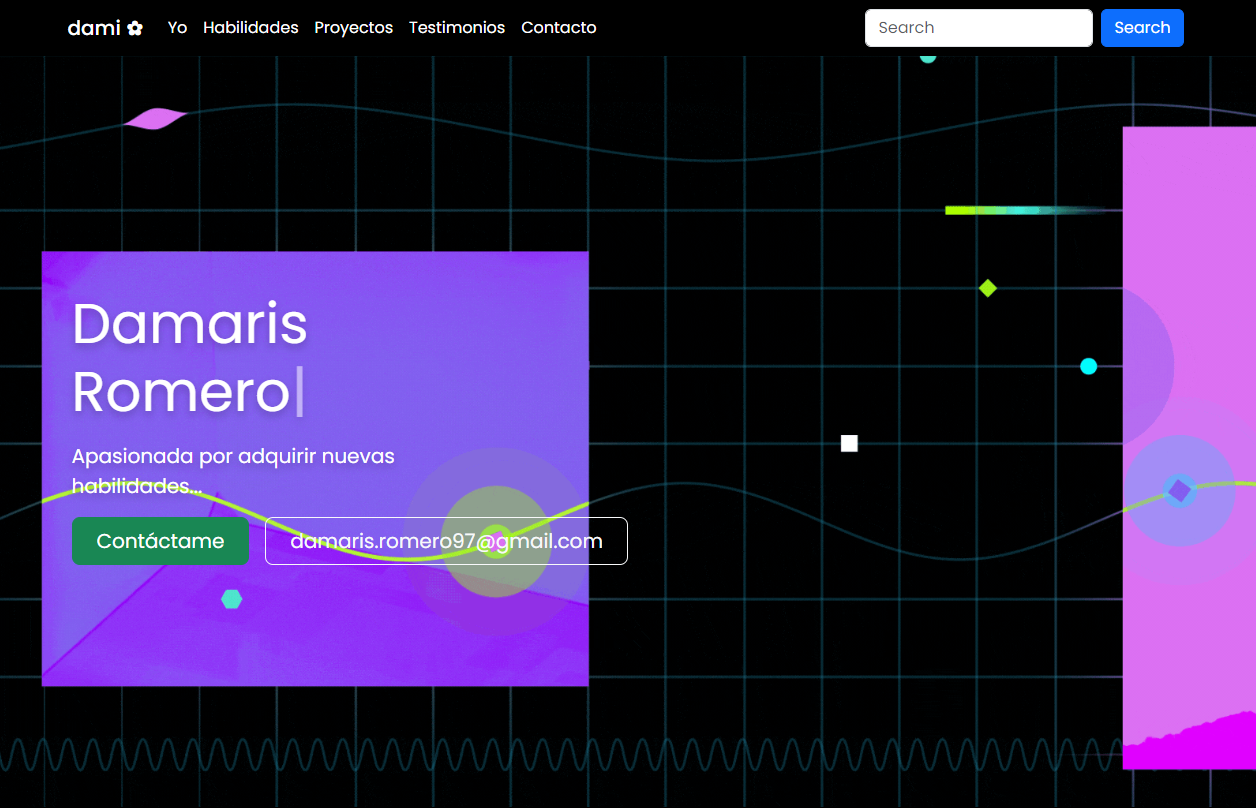 dami ✿ Yo Habilidades Proyectos Testimonios Contacto Search Search
Damaris
Romero
Apasionada por adquirir nuevas
habilidades...
Contáctame damaris.romero97@gmail.com